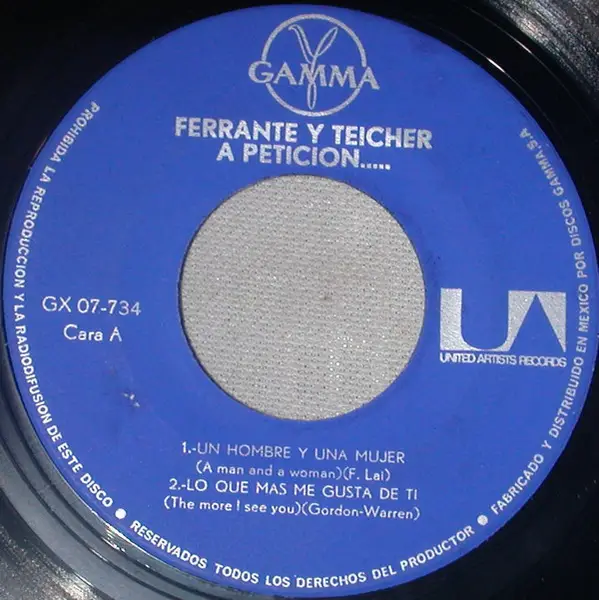 GAMMA
FERRANTE Y TEICHER
A PETICION.....
GX 07-734
Cara A
UA
UNITED ARTISTS RECORDS
1.-UN HOMBRE Y UNA MUJER
(A man and a woman)(F. Lai)
2.-LO QUE MAS ME GUSTA DE TI
(The more I see you)(Gordon-Warren)
PROHIBIDA LA REPRODUCCION Y LA RADIODIFUSION DE ESTE DISCO • RESERVADOS TODOS LOS DERECHOS DEL PRODUCTOR • FABRICADO Y DISTRIBUIDO EN MEXICO POR DISCOS GAMMA, S.A